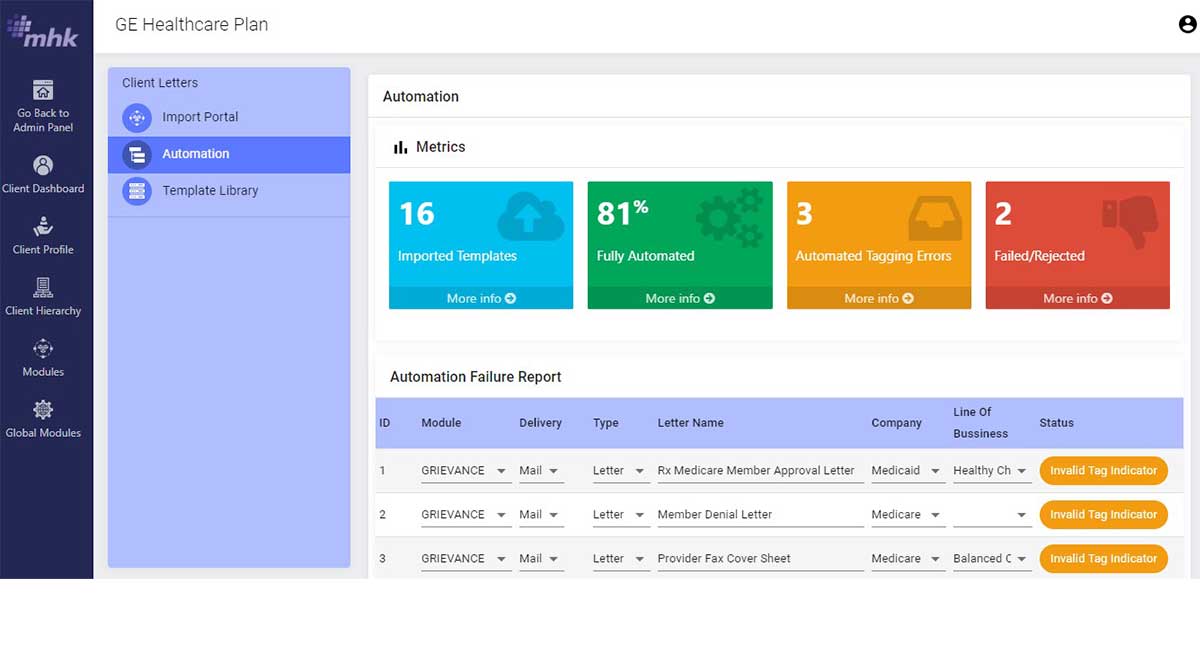 mhk
GE Healthcare Plan
Go Back to
Admin Panel
Client Dashboard
Client Profile
Client Hierarchy
Modules
Global Modules
Client Letters
Import Portal
Automation
Template Library
Automation
Metrics
16
Imported Templates
More info
81%
Fully Automated
More info
3
Automated Tagging Errors
More info
2
Failed/Rejected
More info
Automation Failure Report
ID Module Delivery Type Letter Name Company Line Of Bussiness Status
1 GRIEVANCE Mail Letter Rx Medicare Member Approval Letter Medicaid Healthy Ch Invalid Tag Indicator
2 GRIEVANCE Mail Letter Member Denial Letter Medicare Invalid Tag Indicator
3 GRIEVANCE Mail Letter Provider Fax Cover Sheet Medicare Balanced C Invalid Tag Indicator